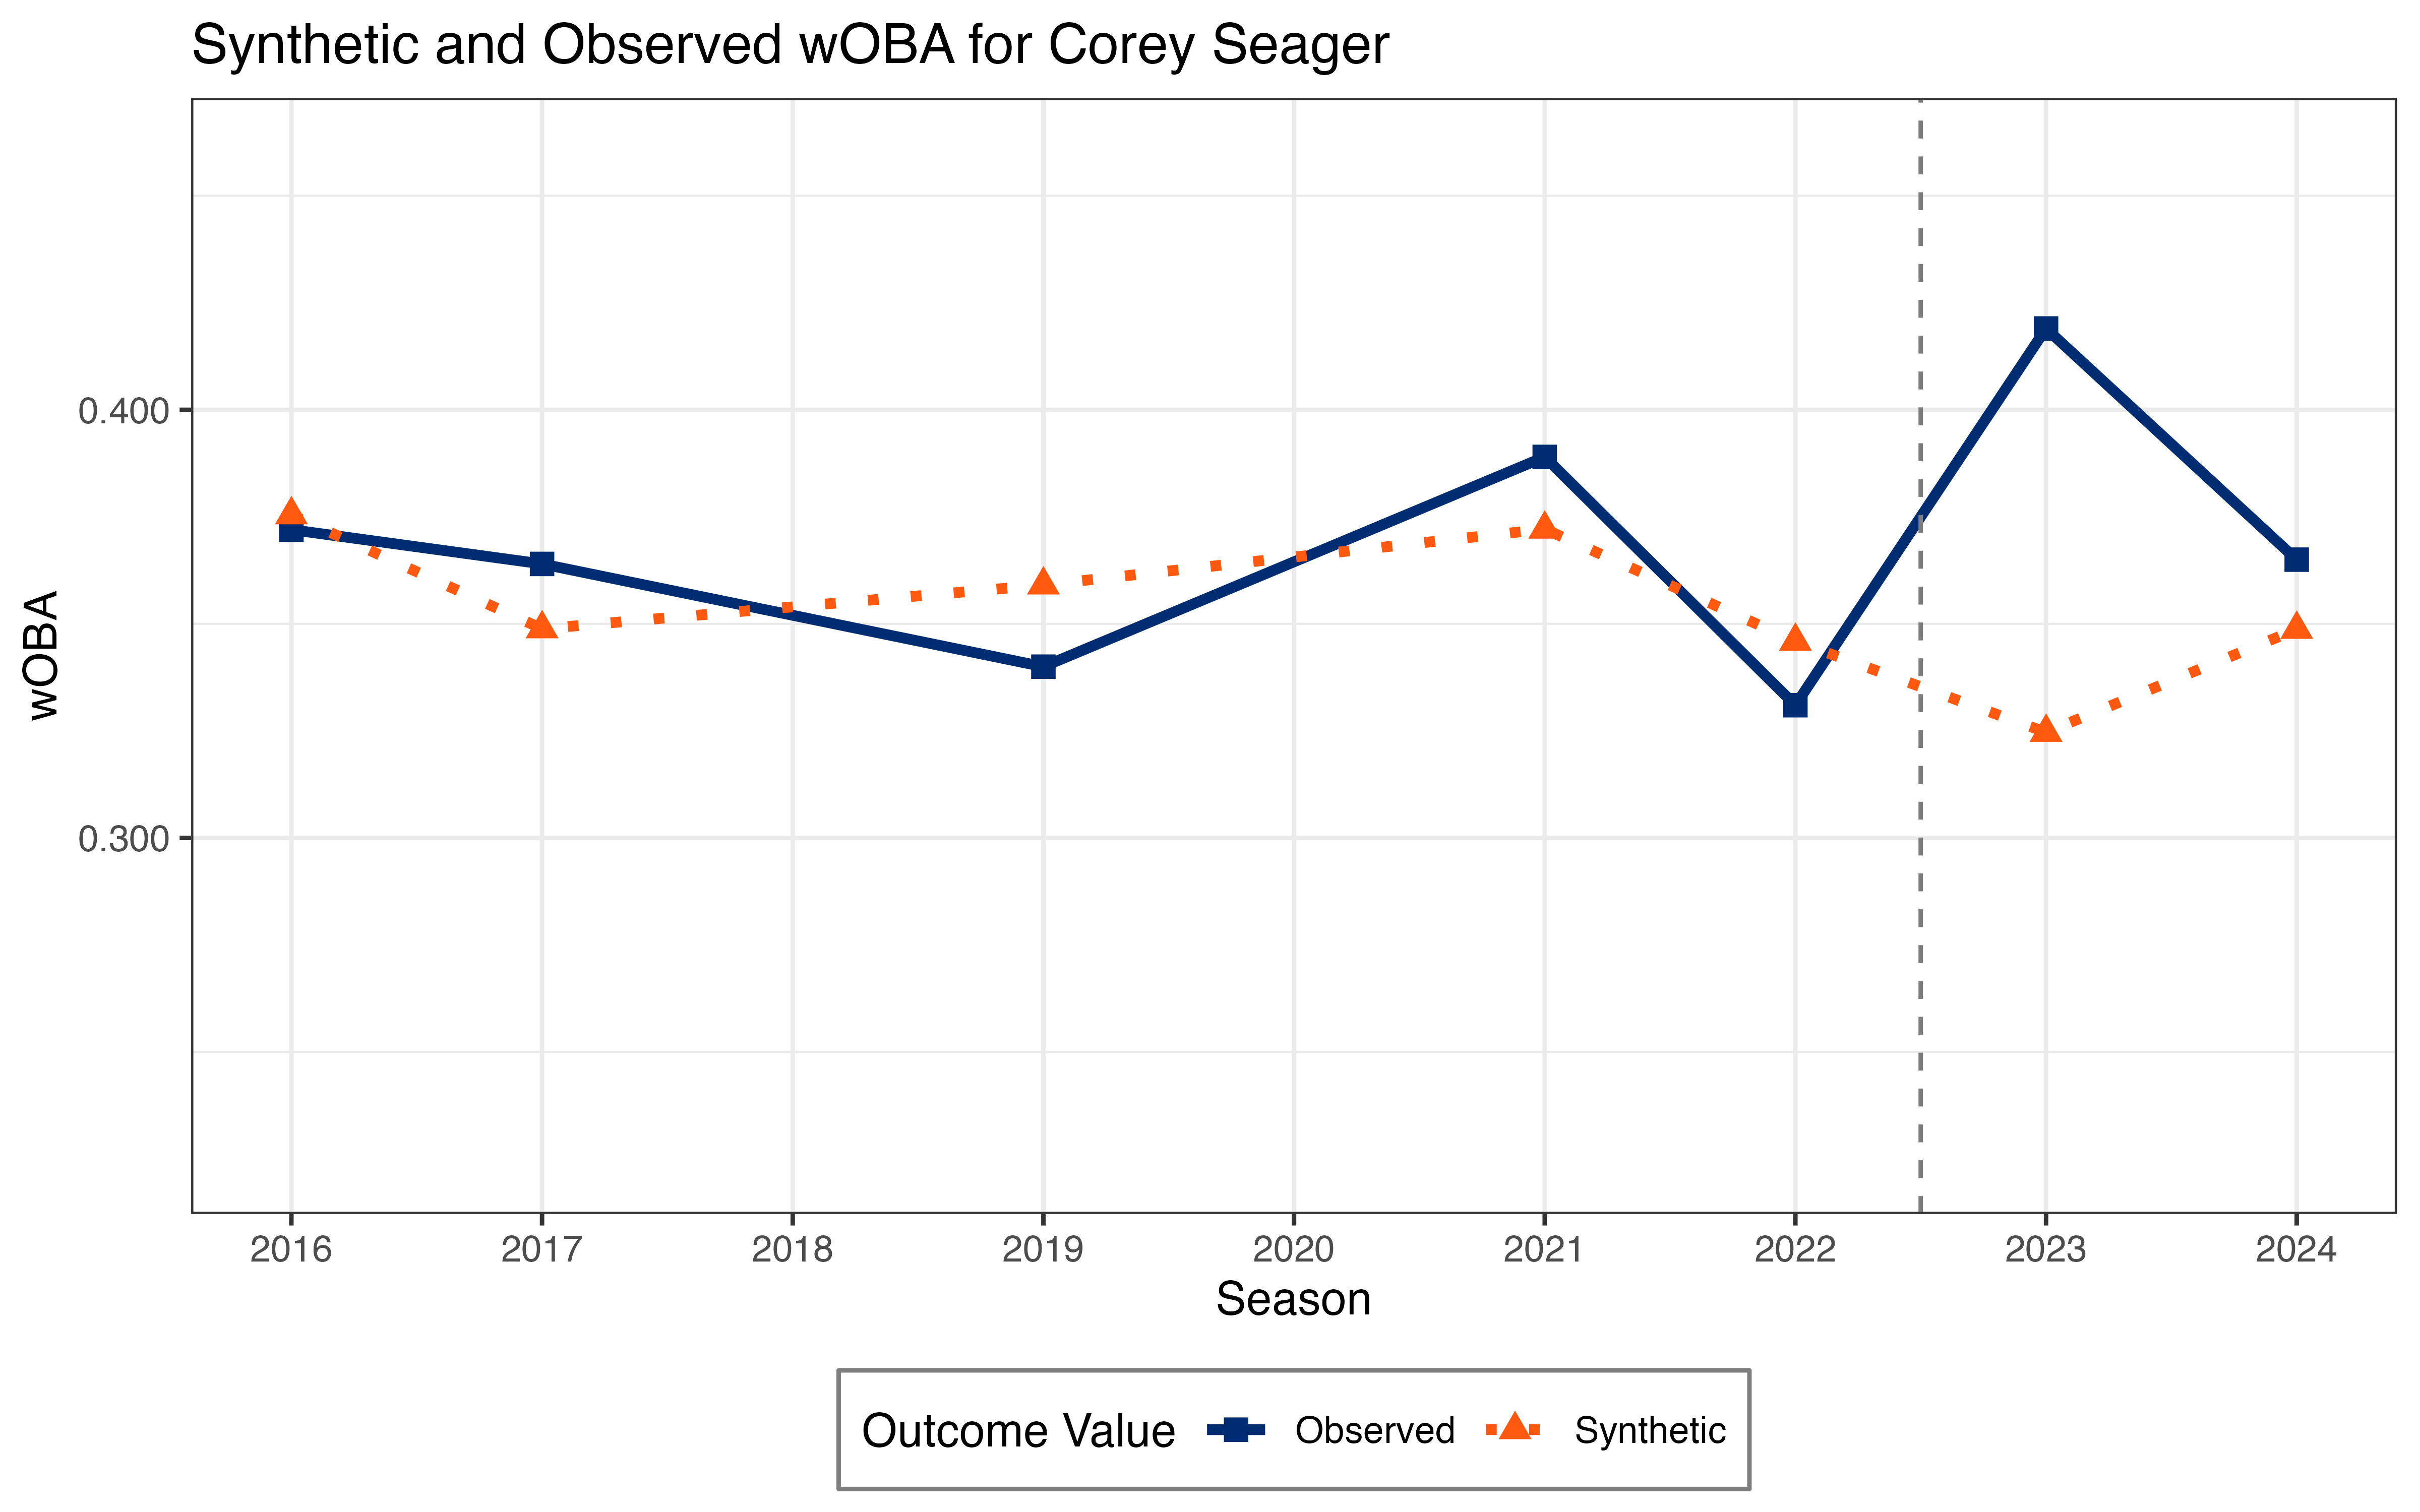 Synthetic and Observed wOBA for Corey Seager
wOBA
0.400
0.300
2016 2017 2018 2019 2020 2021 2022 2023 2024
Season
Outcome Value Observed Synthetic